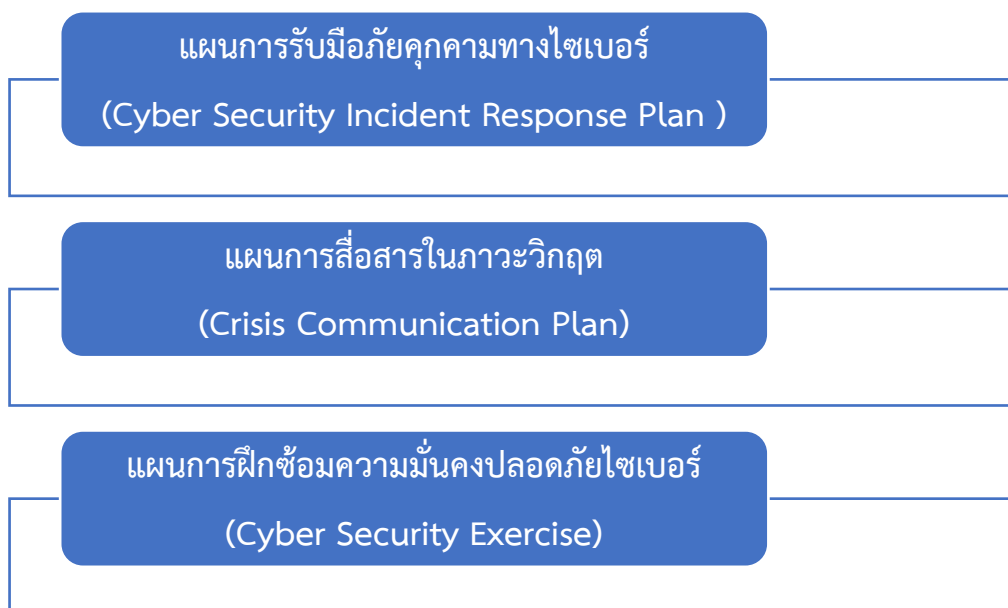 แผนการรับมือภัยคุกคามทางไซเบอร์
(Cyber Security Incident Response Plan )
แผนการสื่อสารในภาวะวิกฤต
(Crisis Communication Plan)
แผนการฝึกซ้อมความมั่นคงปลอดภัยไซเบอร์
(Cyber Security Exercise)